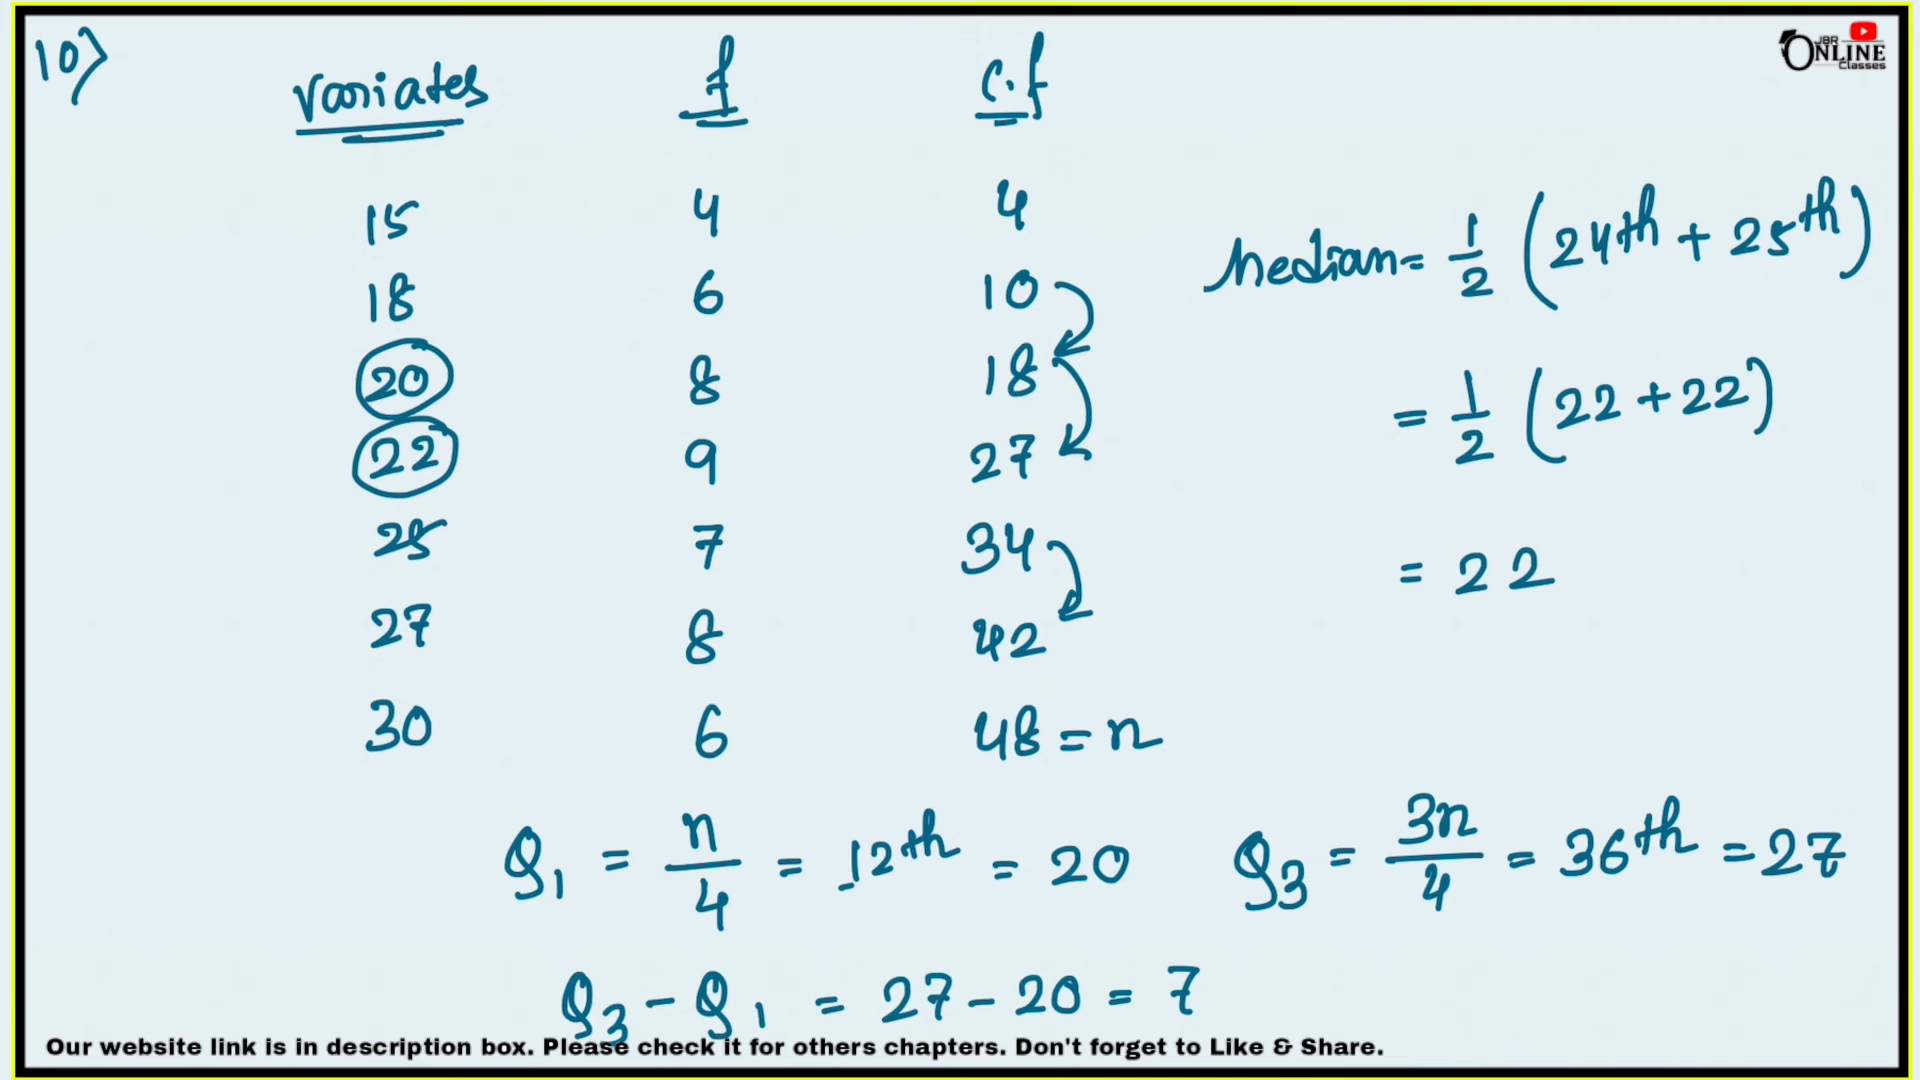 10)
variates f c.f
15 4 4
18 6 10
20 8 18
22 9 27
25 7 34
27 8 42
30 6 48 = n
Median = 1/2 (24th + 25th)
= 1/2 (22 + 22)
= 22
Q1 = n/4 = 12th = 20
Q3 = 3n/4 = 36th = 27
Q3 - Q1 = 27 - 20 = 7
JBR
ONLINE
Classes
Our website link is in description box. Please check it for others chapters. Don't forget to Like & Share.